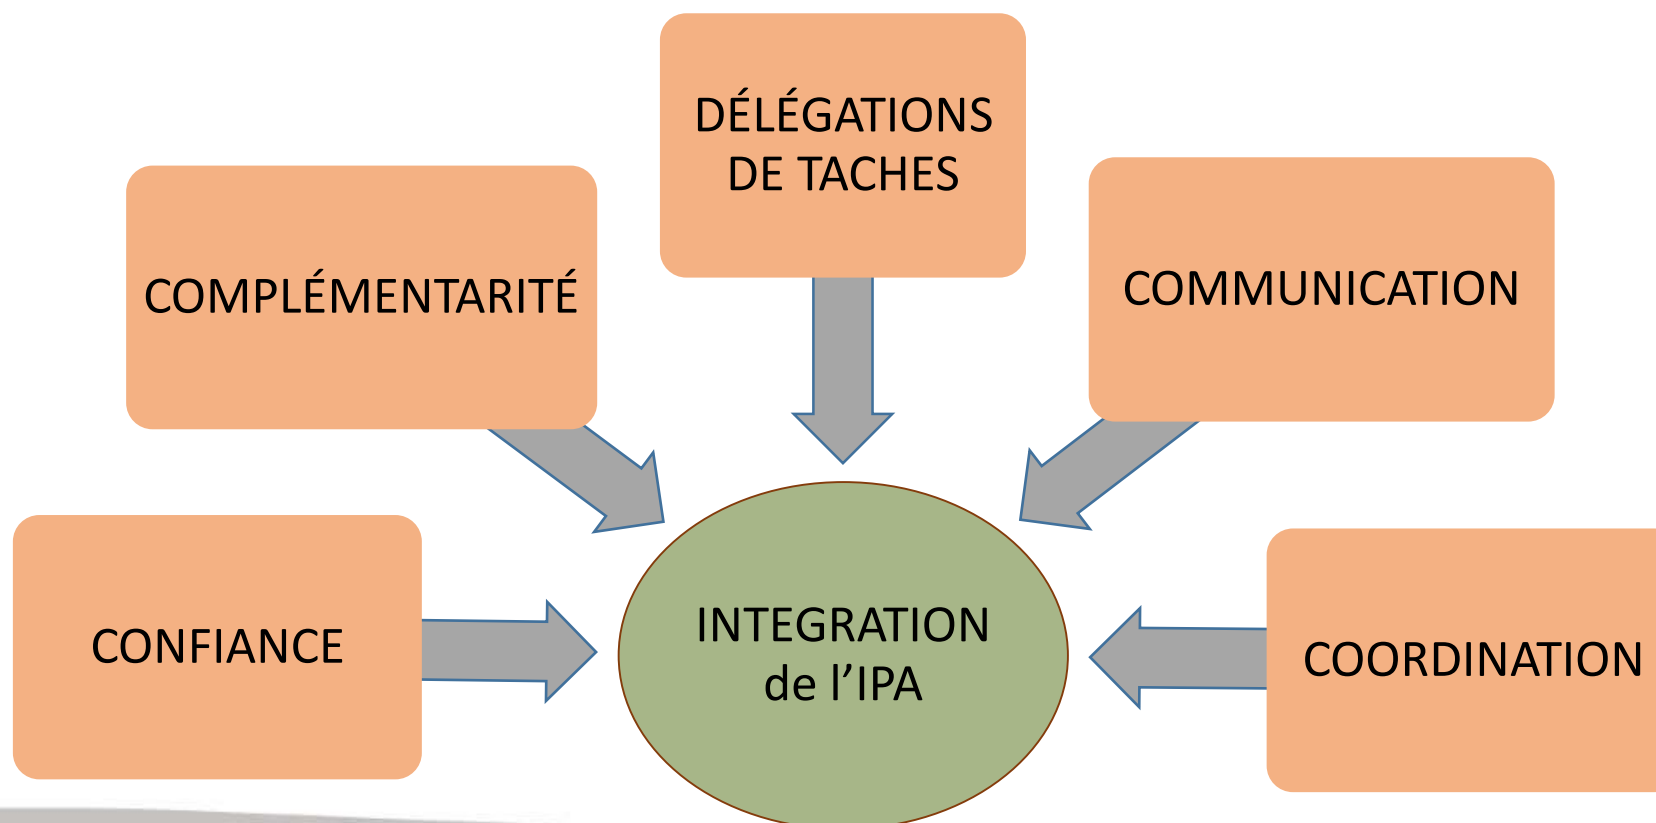 DÉLÉGATIONS
DE TACHES
COMPLÉMENTARITÉ
COMMUNICATION
CONFIANCE
INTEGRATION
de l’IPA
COORDINATION